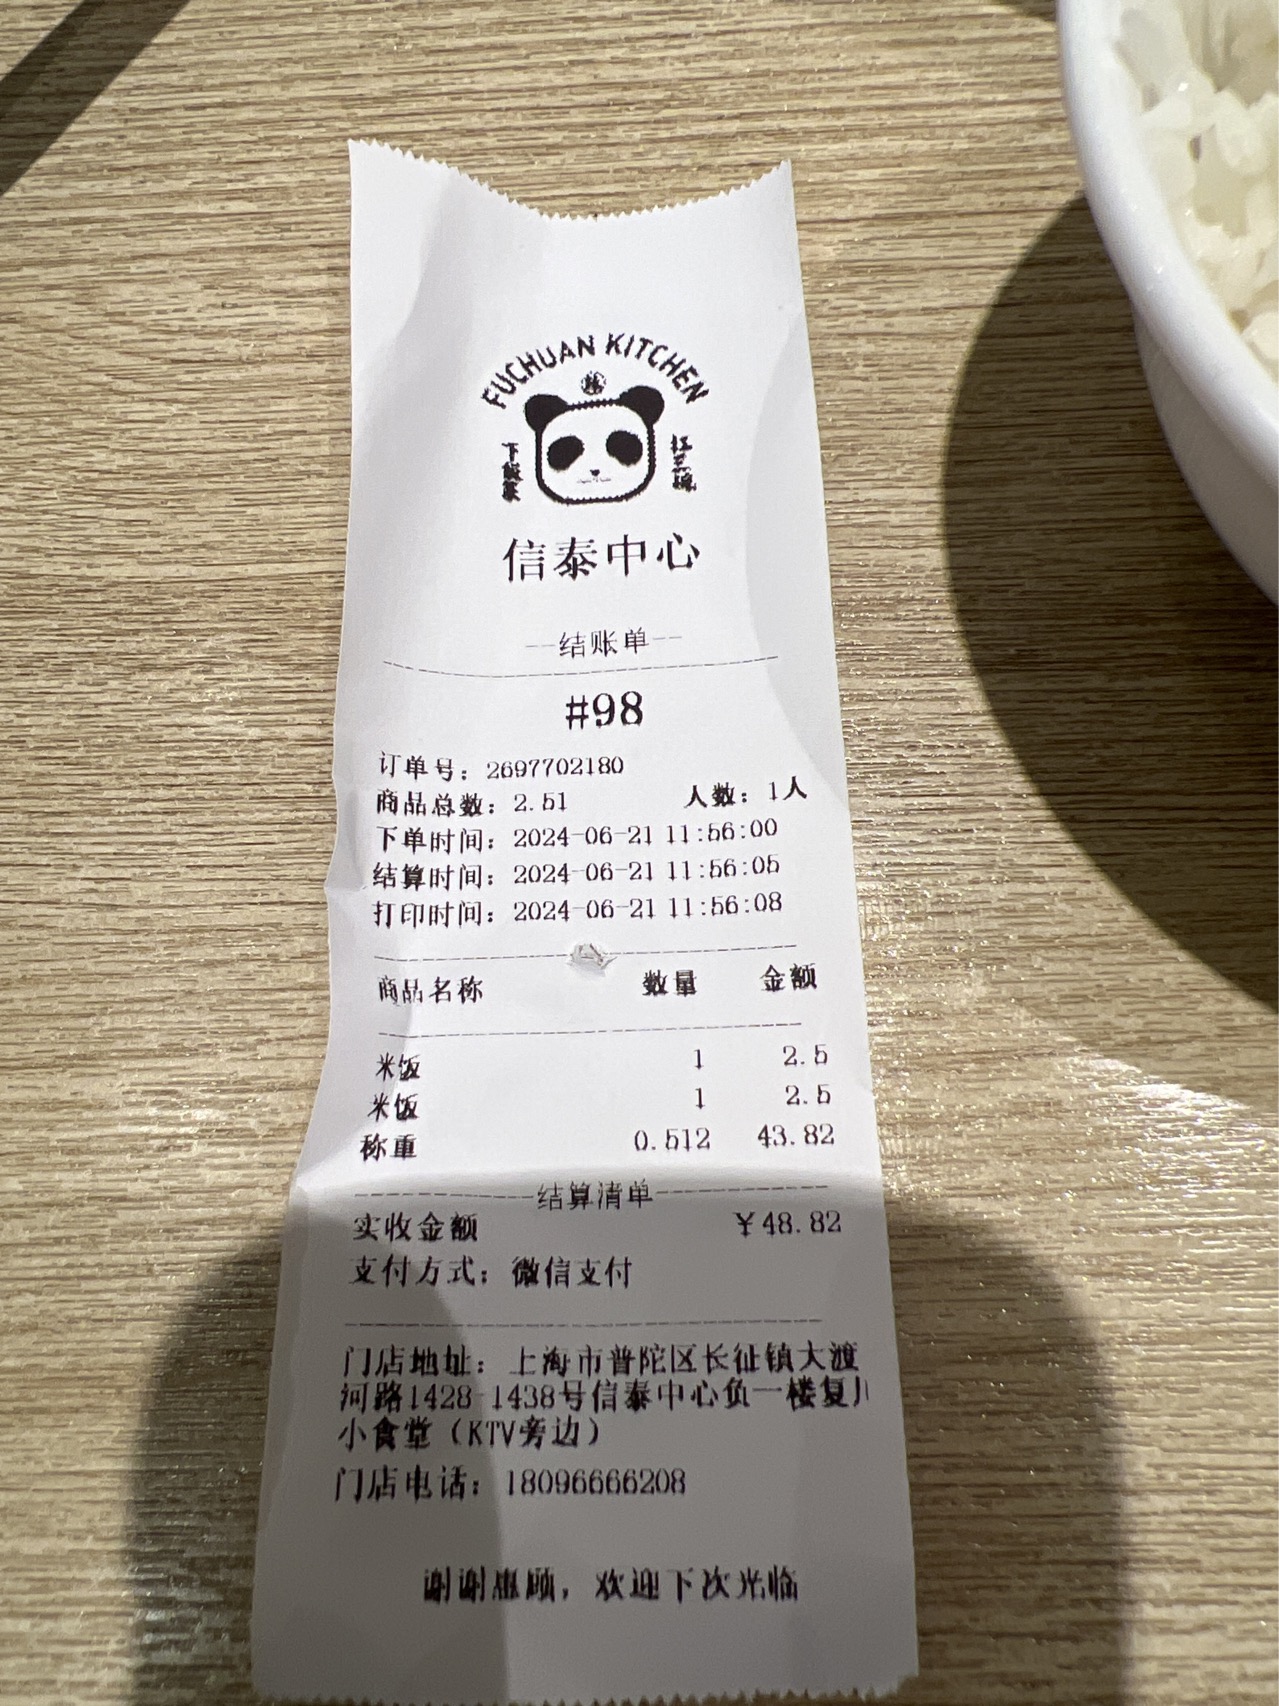 FUCHUAN KITCHEN
下饭菜
红三碗
信泰中心
--结账单--
#98
订单号：2697702180
商品总数：2.51 人数：1人
下单时间：2024-06-21 11:56:00
结算时间：2024-06-21 11:56:05
打印时间：2024-06-21 11:56:08
商品名称 数量 金额
米饭 1 2.5
米饭 1 2.5
称重 0.512 43.82
结算清单
实收金额 ¥48.82
支付方式：微信支付
门店地址：上海市普陀区长征镇大渡
河路1428-1438号信泰中心负一楼复川
小食堂（KTV旁边）
门店电话：18096666208
谢谢惠顾，欢迎下次光临